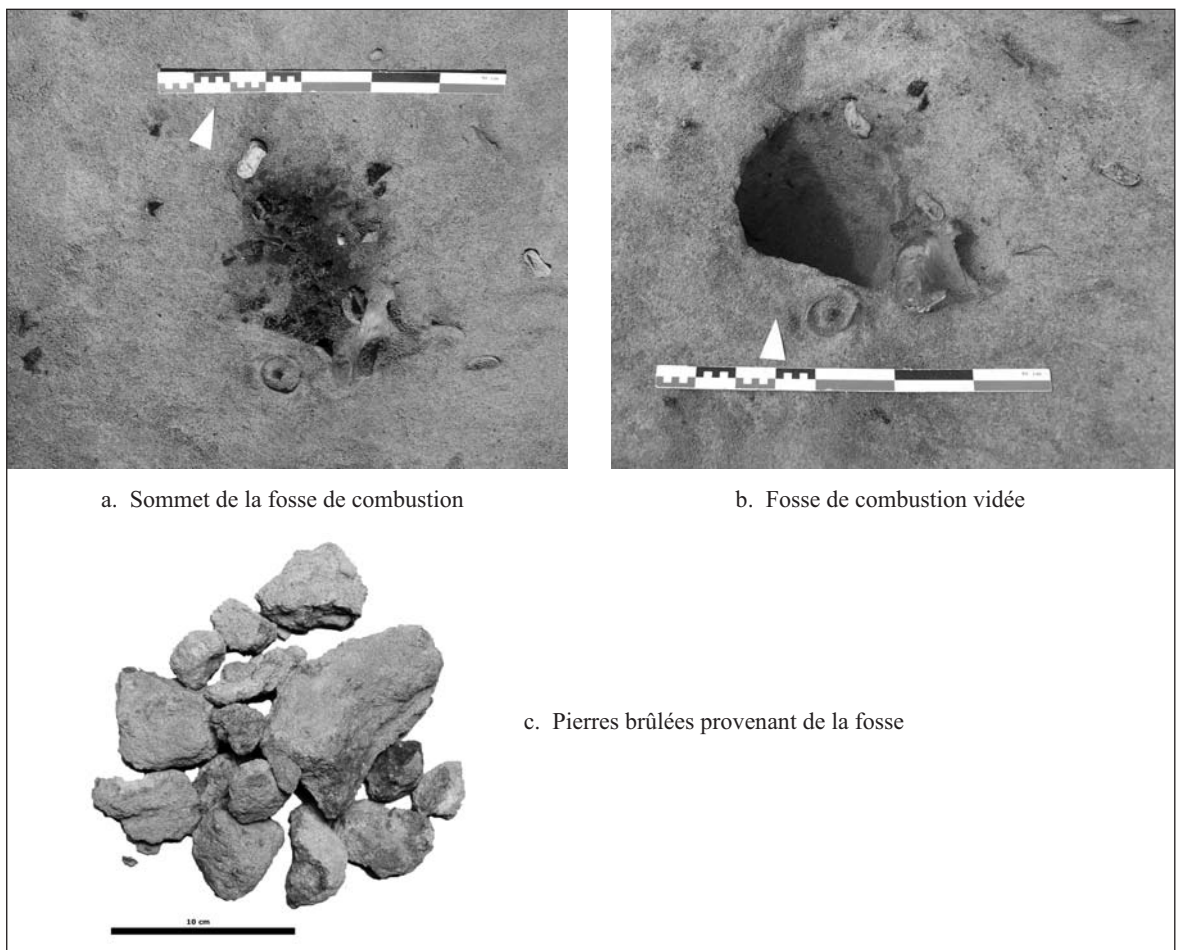 a. Sommet de la fosse de combustion
b. Fosse de combustion vidée
c. Pierres brûlées provenant de la fosse
10 cm